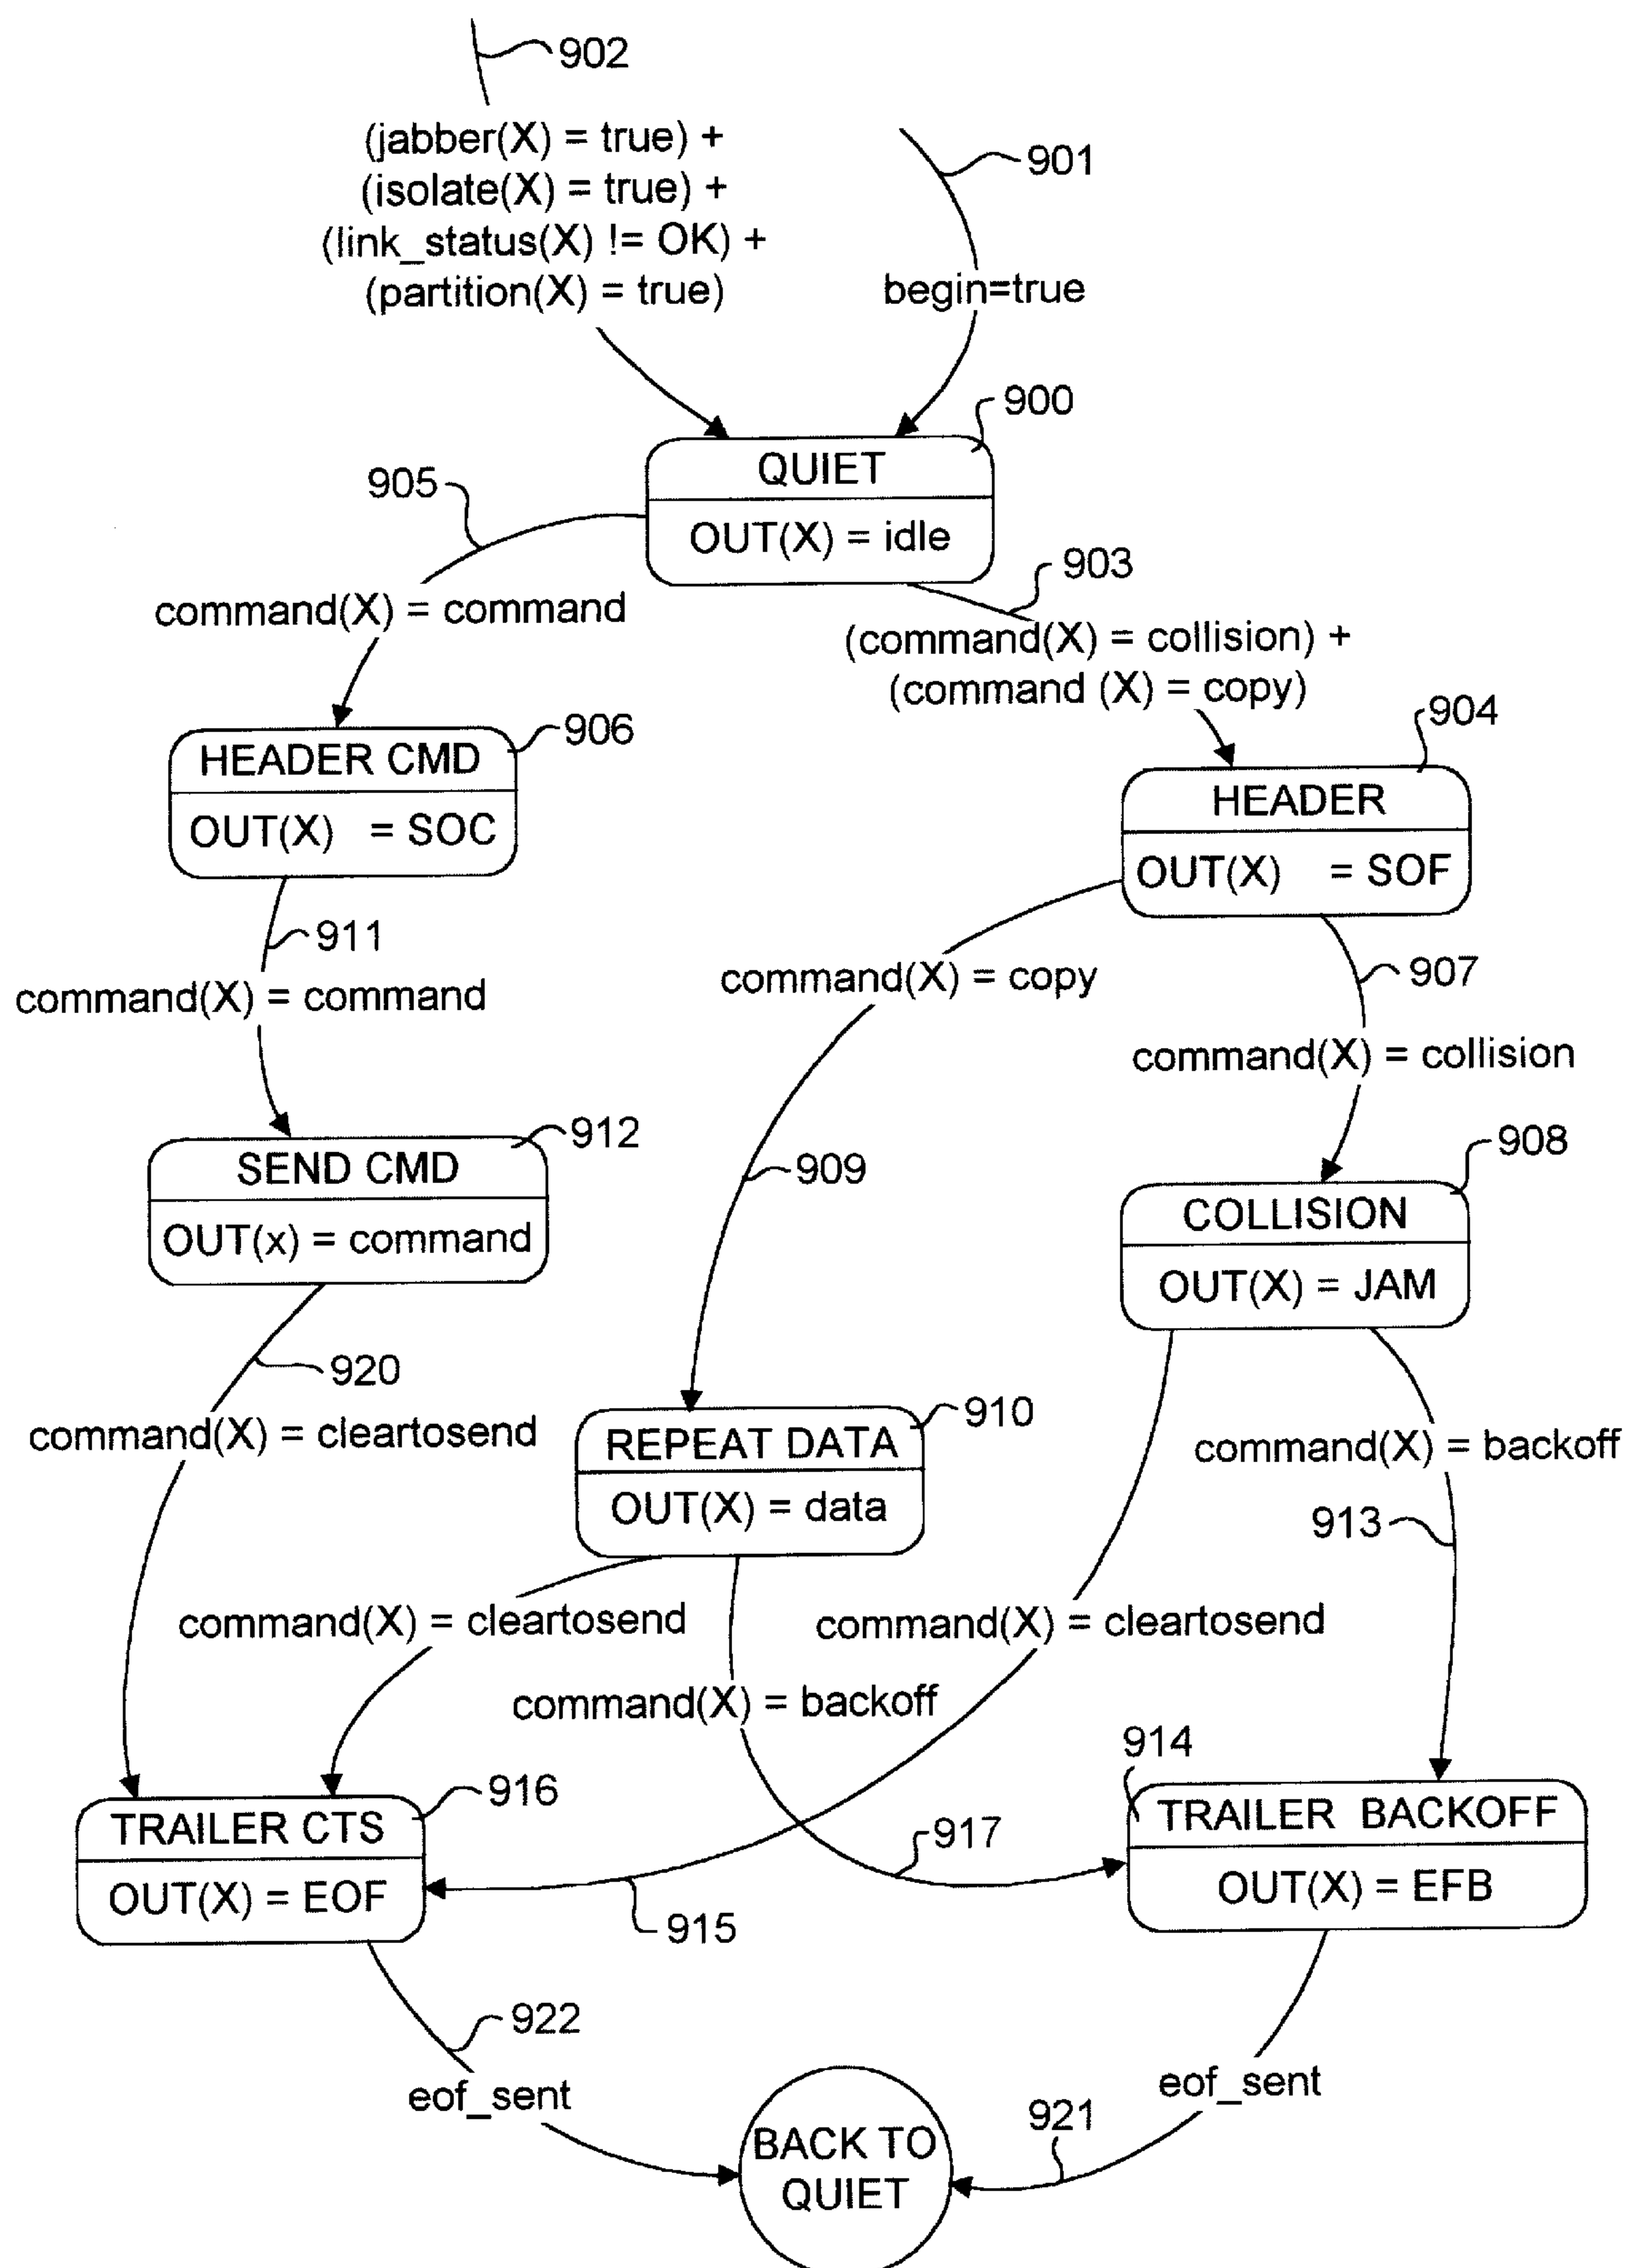 902
(jabber(X) = true) +
(isolate(X) = true) +
(link_status(X) != OK) +
(partition(X) = true)
901
begin=true
900
QUIET
OUT(X) = idle
905
command(X) = command
903
(command(X) = collision) +
(command (X) = copy)
906
HEADER CMD
OUT(X) = SOC
904
HEADER
OUT(X) = SOF
911
command(X) = command
command(X) = copy
907
command(X) = collision
912
SEND CMD
OUT(x) = command
909
908
COLLISION
OUT(X) = JAM
920
command(X) = cleartosend
910
REPEAT DATA
OUT(X) = data
command(X) = backoff
913
command(X) = cleartosend
command(X) = cleartosend
command(X) = backoff
916
TRAILER CTS
OUT(X) = EOF
917
915
914
TRAILER BACKOFF
OUT(X) = EFB
922
eof_sent
eof_sent
921
BACK TO
QUIET